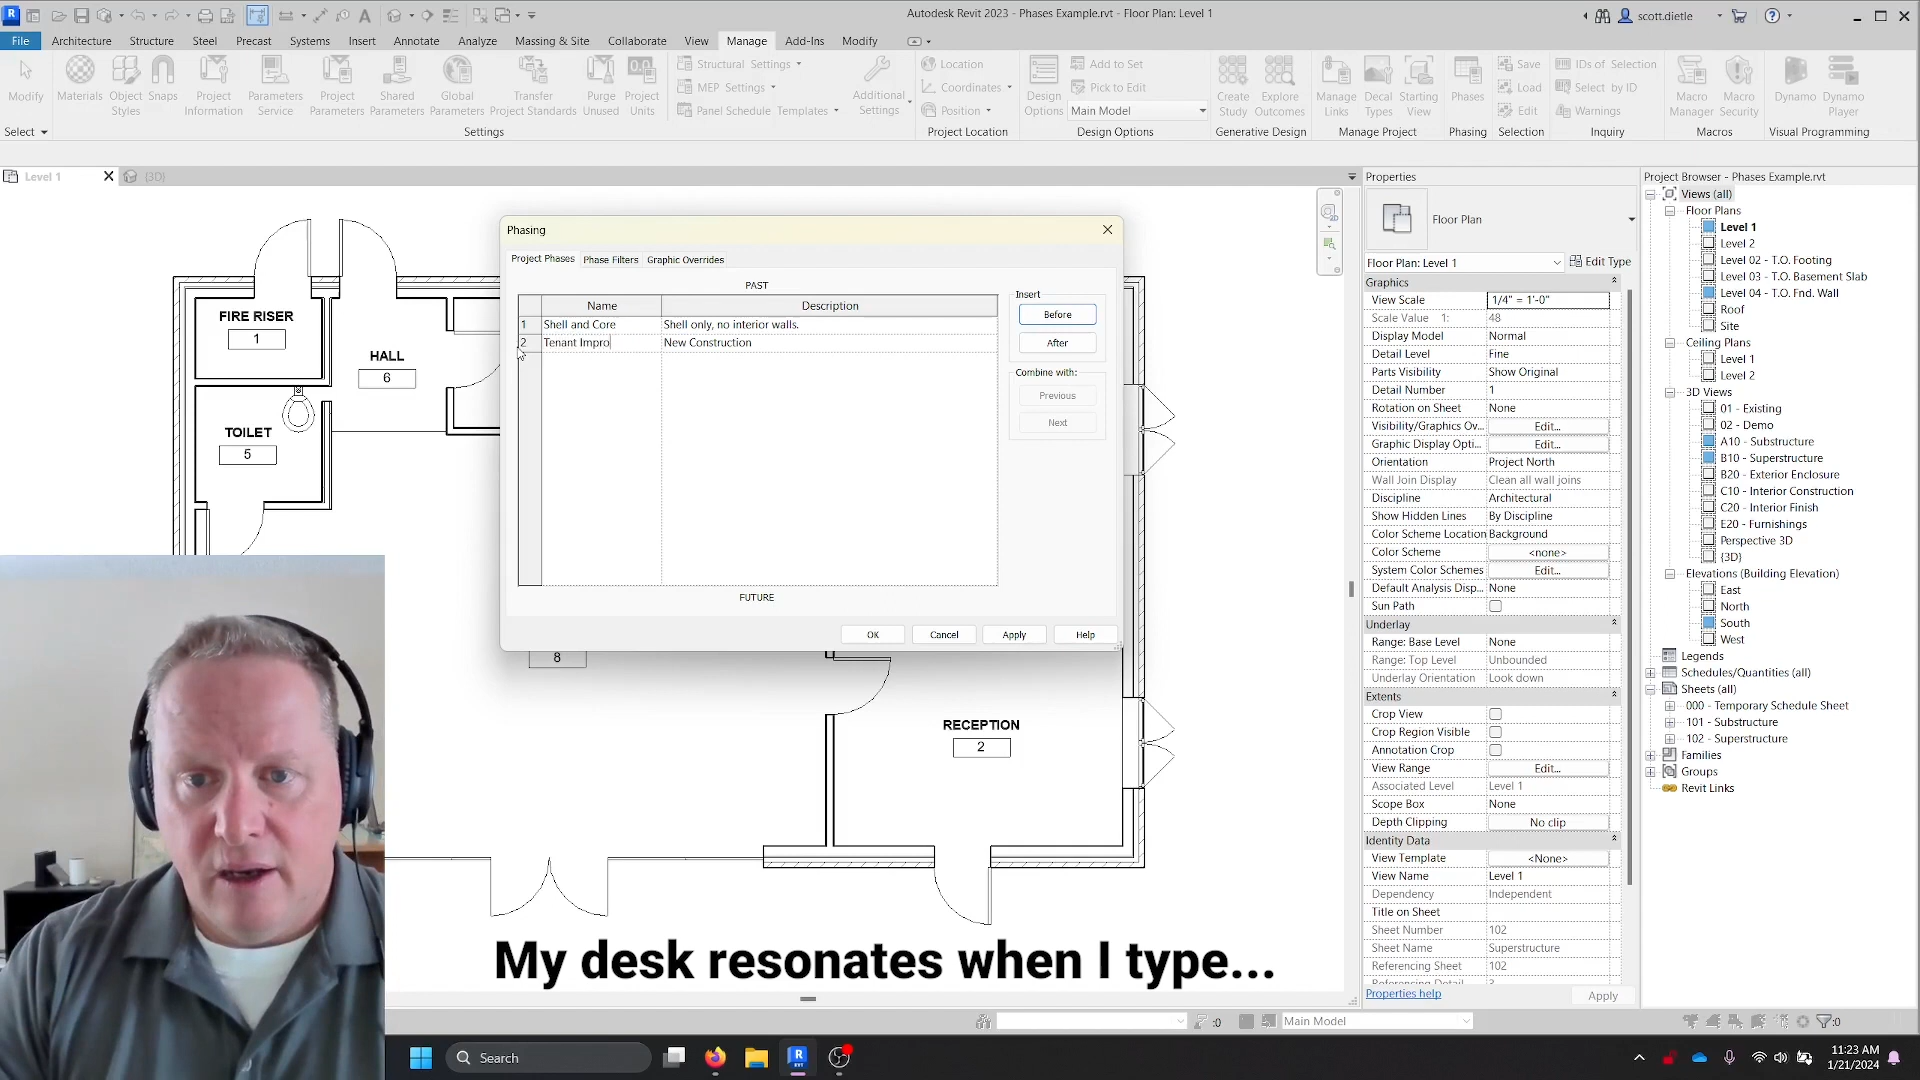 Autodesk Revit 2023 - Phases Example.rvt - Floor Plan: Level 1
scott.dietle
File Architecture Structure Steel Precast Systems Insert Annotate Analyze Massing & Site Collaborate View Manage Add-Ins Modify
Modify
Materials
Object Styles
Snaps
Project Information
Parameters Service
Project Parameters
Shared Parameters
Global Parameters
Transfer Project Standards
Purge Unused
Project Units
Structural Settings
MEP Settings
Panel Schedule Templates
Additional Settings
Location
Coordinates
Position
Design Options
Add to Set
Pick to Edit
Main Model
Create Study
Explore Outcomes
Manage Links
Decal Types
Starting View
Phases
Save
Load
Edit
IDs of Selection
Select by ID
Warnings
Macro Manager
Macro Security
Dynamo
Dynamo Player
Select
Settings
Project Location
Design Options
Generative Design
Manage Project
Phasing
Selection
Inquiry
Macros
Visual Programming
Level 1
{3D}
FIRE RISER
1
HALL
6
TOILET
5
8
RECEPTION
2
Phasing
Project Phases Phase Filters Graphic Overrides
PAST
Name Description
1 Shell and Core Shell only, no interior walls.
2 Tenant Impro New Construction
FUTURE
Insert
Before
After
Combine with:
Previous
Next
OK Cancel Apply Help
My desk resonates when I type...
Properties
Floor Plan
Floor Plan: Level 1 Edit Type
Graphics
View Scale 1/4" = 1'-0"
Scale Value 1: 48
Display Model Normal
Detail Level Fine
Parts Visibility Show Original
Detail Number 1
Rotation on Sheet None
Visibility/Graphics Ov... Edit...
Graphic Display Opti... Edit...
Orientation Project North
Wall Join Display Clean all wall joins
Discipline Architectural
Show Hidden Lines By Discipline
Color Scheme Location Background
Color Scheme <none>
System Color Schemes Edit...
Default Analysis Disp... None
Sun Path
Underlay
Range: Base Level None
Range: Top Level Unbounded
Underlay Orientation Look down
Extents
Crop View
Crop Region Visible
Annotation Crop
View Range Edit...
Associated Level Level 1
Scope Box None
Depth Clipping No clip
Identity Data
View Template <None>
View Name Level 1
Dependency Independent
Title on Sheet
Sheet Number 102
Sheet Name Superstructure
Referencing Sheet 102
Properties help Apply
Project Browser - Phases Example.rvt
Views (all)
Floor Plans
Level 1
Level 2
Level 02 - T.O. Footing
Level 03 - T.O. Basement Slab
Level 04 - T.O. Fnd. Wall
Roof
Site
Ceiling Plans
Level 1
Level 2
3D Views
01 - Existing
02 - Demo
A10 - Substructure
B10 - Superstructure
B20 - Exterior Enclosure
C10 - Interior Construction
C20 - Interior Finish
E20 - Furnishings
Perspective 3D
{3D}
Elevations (Building Elevation)
East
North
South
West
Legends
Schedules/Quantities (all)
Sheets (all)
000 - Temporary Schedule Sheet
101 - Substructure
102 - Superstructure
Families
Groups
Revit Links
:0
Main Model
:0
Search
11:23 AM
1/21/2024